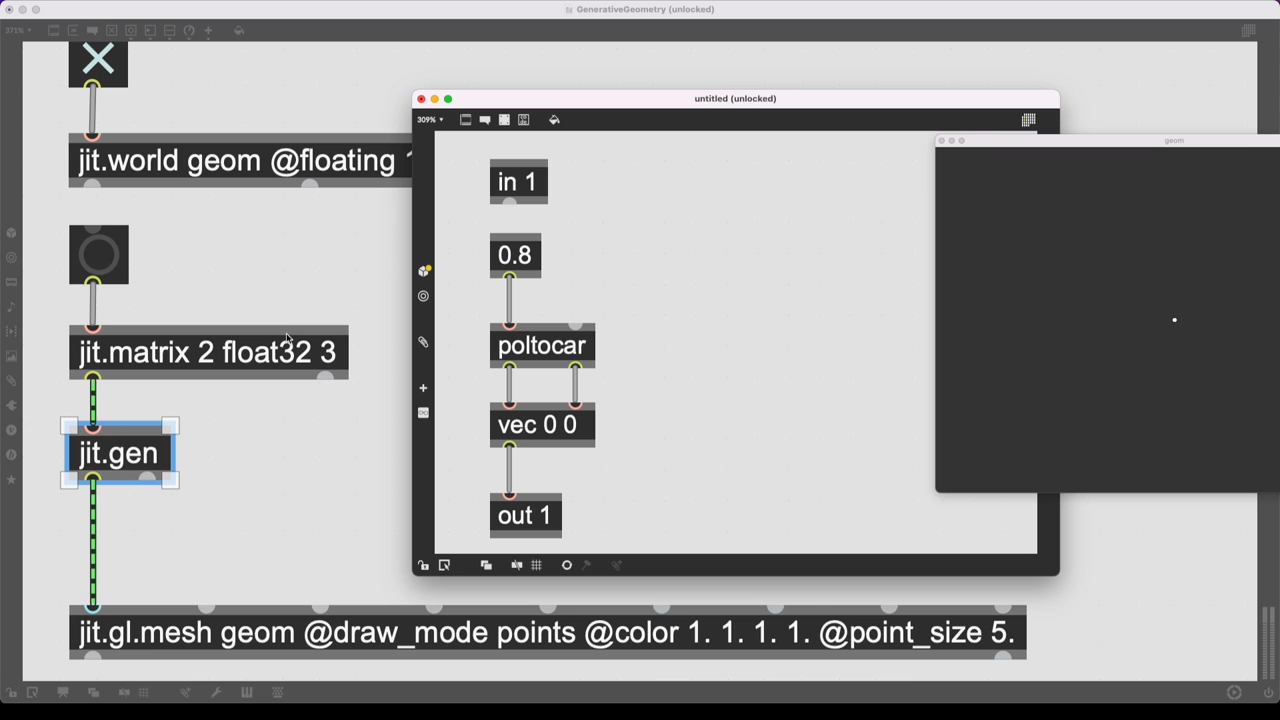 GenerativeGeometry (unlocked)
371%
jit.world geom @floating 1
jit.matrix 2 float32 3
jit.gen
jit.gl.mesh geom @draw_mode points @color 1. 1. 1. 1. @point_size 5.
untitled (unlocked)
309%
in 1
0.8
poltocar
vec 0 0
out 1
geom